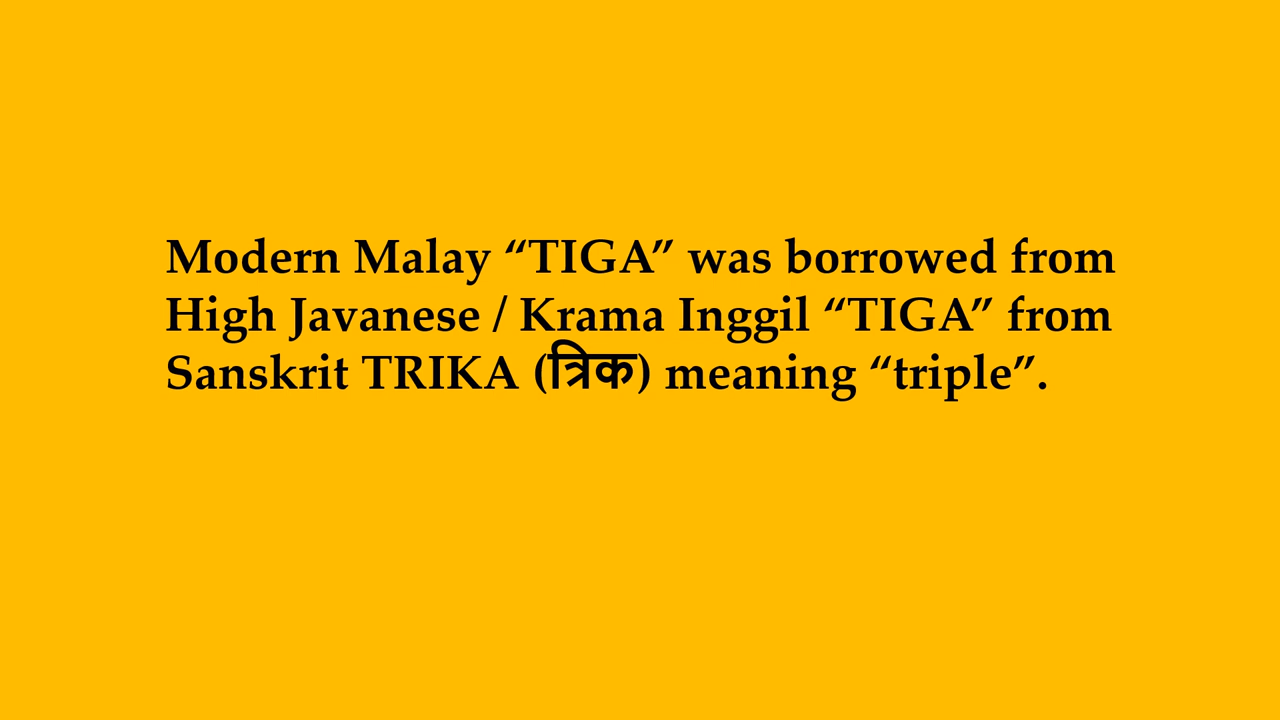 Modern Malay “TIGA” was borrowed from
High Javanese / Krama Inggil “TIGA” from
Sanskrit TRIKA (त्रिक) meaning “triple”.